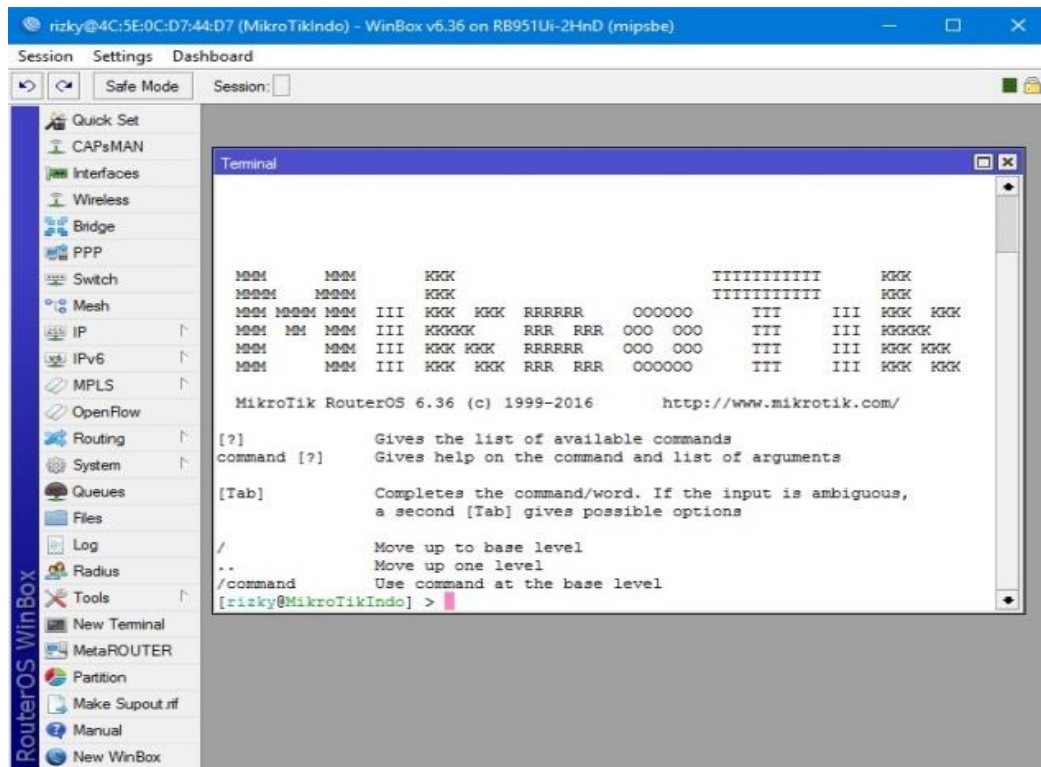 rizky@4C:5E:0C:D7:44:D7 (MikroTikIndo) - WinBox v6.36 on RB951Ui-2HnD (mipsbe)
Session Settings Dashboard
Safe Mode Session:
Quick Set
CAPsMAN
Interfaces
Wireless
Bridge
PPP
Switch
Mesh
IP
IPv6
MPLS
OpenFlow
Routing
System
Queues
Files
Log
Radius
Tools
New Terminal
MetaROUTER
Partition
Make Supout.rif
Manual
New WinBox
RouterOS WinBox
Terminal
  MMM      MMM       KKK                          TTTTTTTTTTT      KKK
  MMMM    MMMM       KKK                          TTTTTTTTTTT      KKK
  MMM MMMM MMM  III  KKK  KKK  RRRRRR     OOOOOO      TTT     III  KKK  KKK
  MMM  MM  MMM  III  KKKKK     RRR  RRR  OOO  OOO     TTT     III  KKKKK
  MMM      MMM  III  KKK KKK   RRRRRR    OOO  OOO     TTT     III  KKK KKK
  MMM      MMM  III  KKK  KKK  RRR  RRR   OOOOOO      TTT     III  KKK  KKK
MikroTik RouterOS 6.36 (c) 1999-2016 http://www.mikrotik.com/
[?] Gives the list of available commands
command [?] Gives help on the command and list of arguments
[Tab] Completes the command/word. If the input is ambiguous,
a second [Tab] gives possible options
/ Move up to base level
.. Move up one level
/command Use command at the base level
[rizky@MikroTikIndo] >